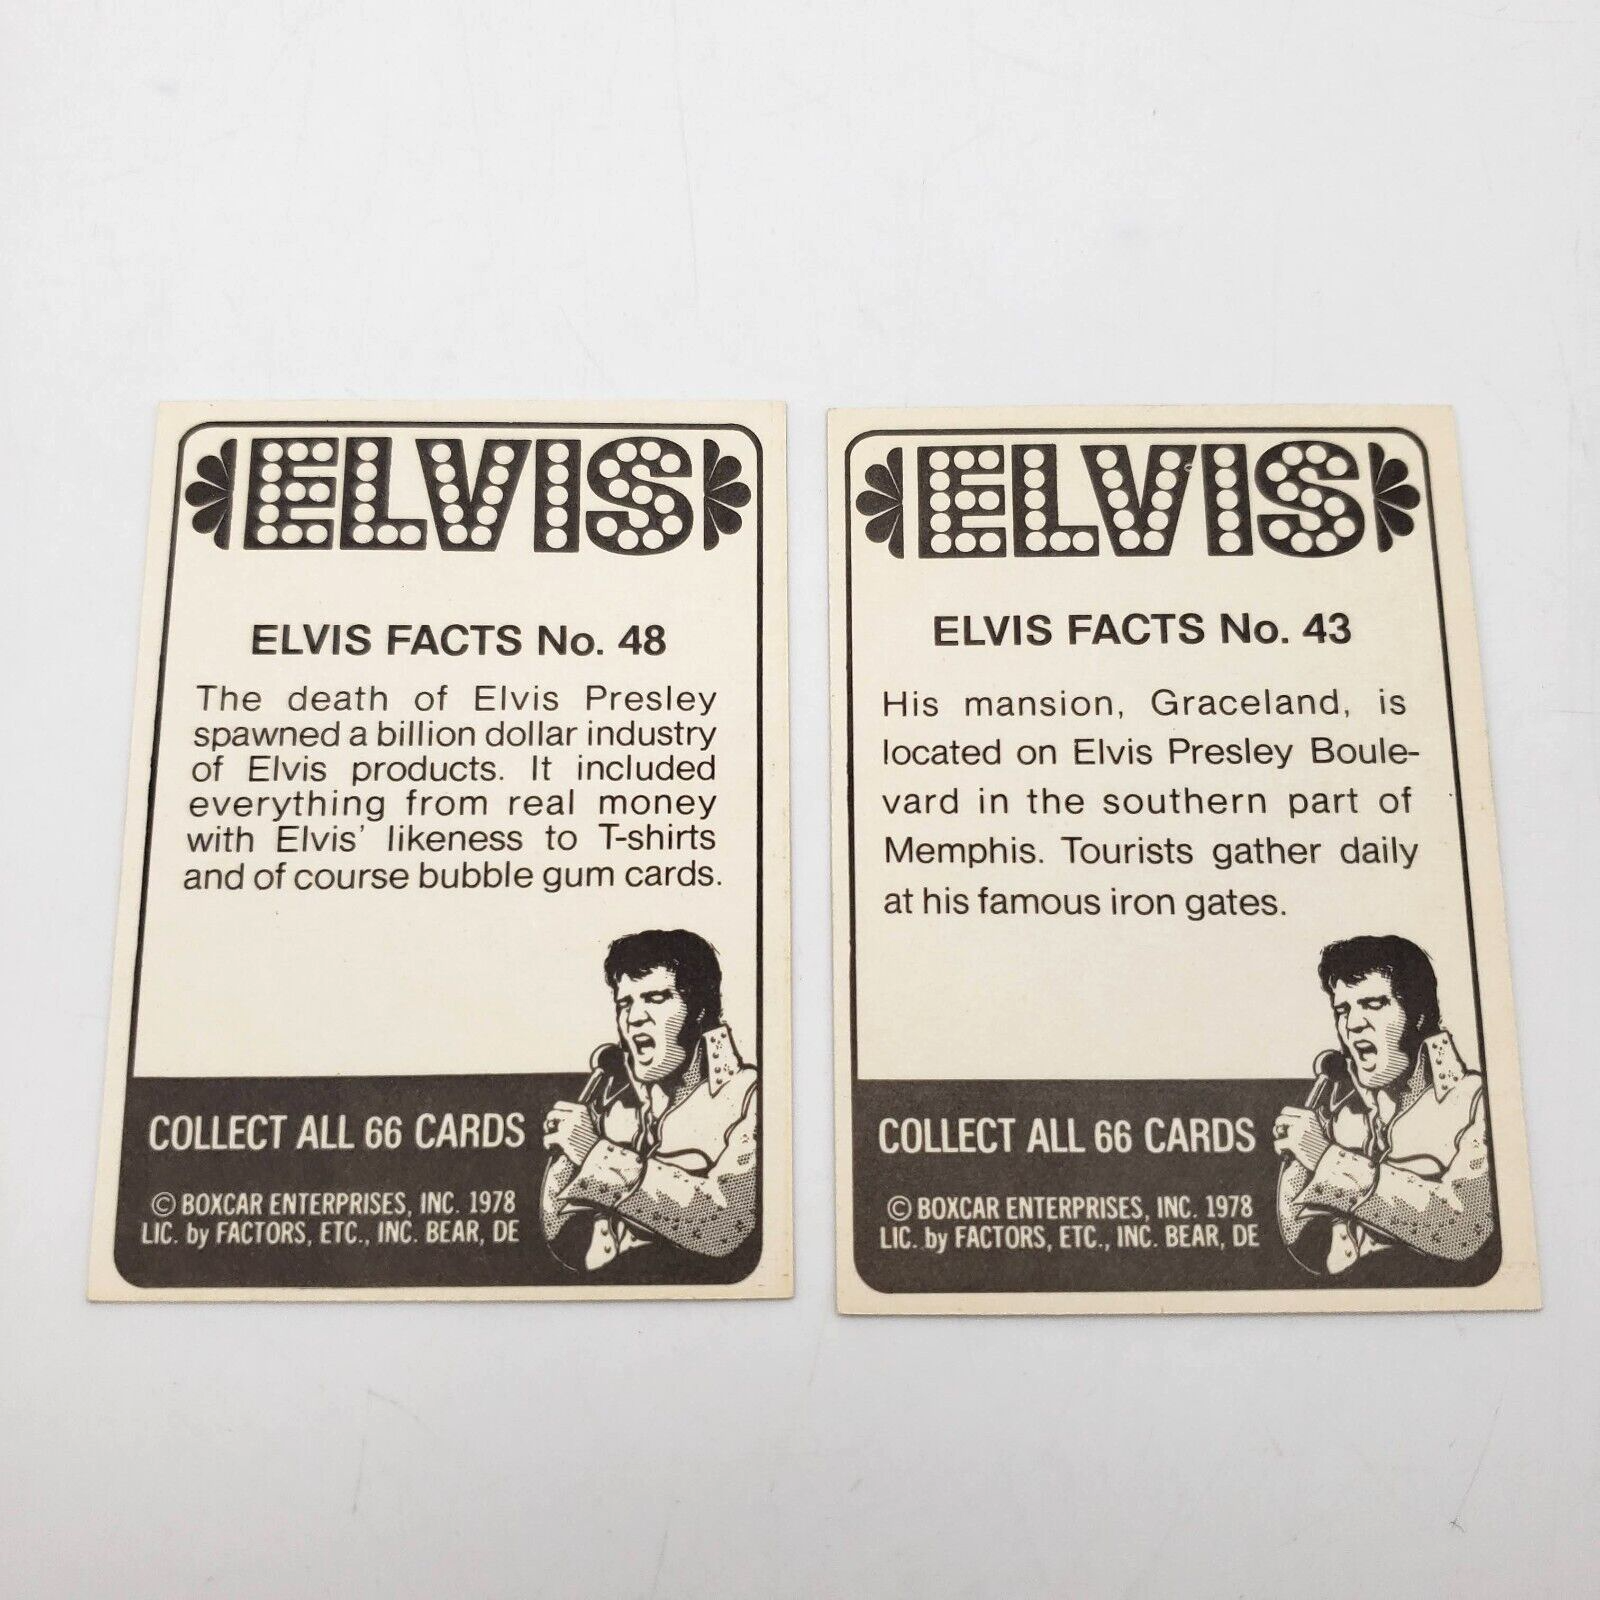 ELVIS
ELVIS FACTS No. 48
The death of Elvis Presley
spawned a billion dollar industry
of Elvis products. It included
everything from real money
with Elvis' likeness to T-shirts
and of course bubble gum cards.
COLLECT ALL 66 CARDS
© BOXCAR ENTERPRISES, INC. 1978
LIC. by FACTORS, ETC., INC. BEAR, DE
ELVIS
ELVIS FACTS No. 43
His mansion, Graceland, is
located on Elvis Presley Boule-
vard in the southern part of
Memphis. Tourists gather daily
at his famous iron gates.
COLLECT ALL 66 CARDS
© BOXCAR ENTERPRISES, INC. 1978
LIC. by FACTORS, ETC., INC. BEAR, DE